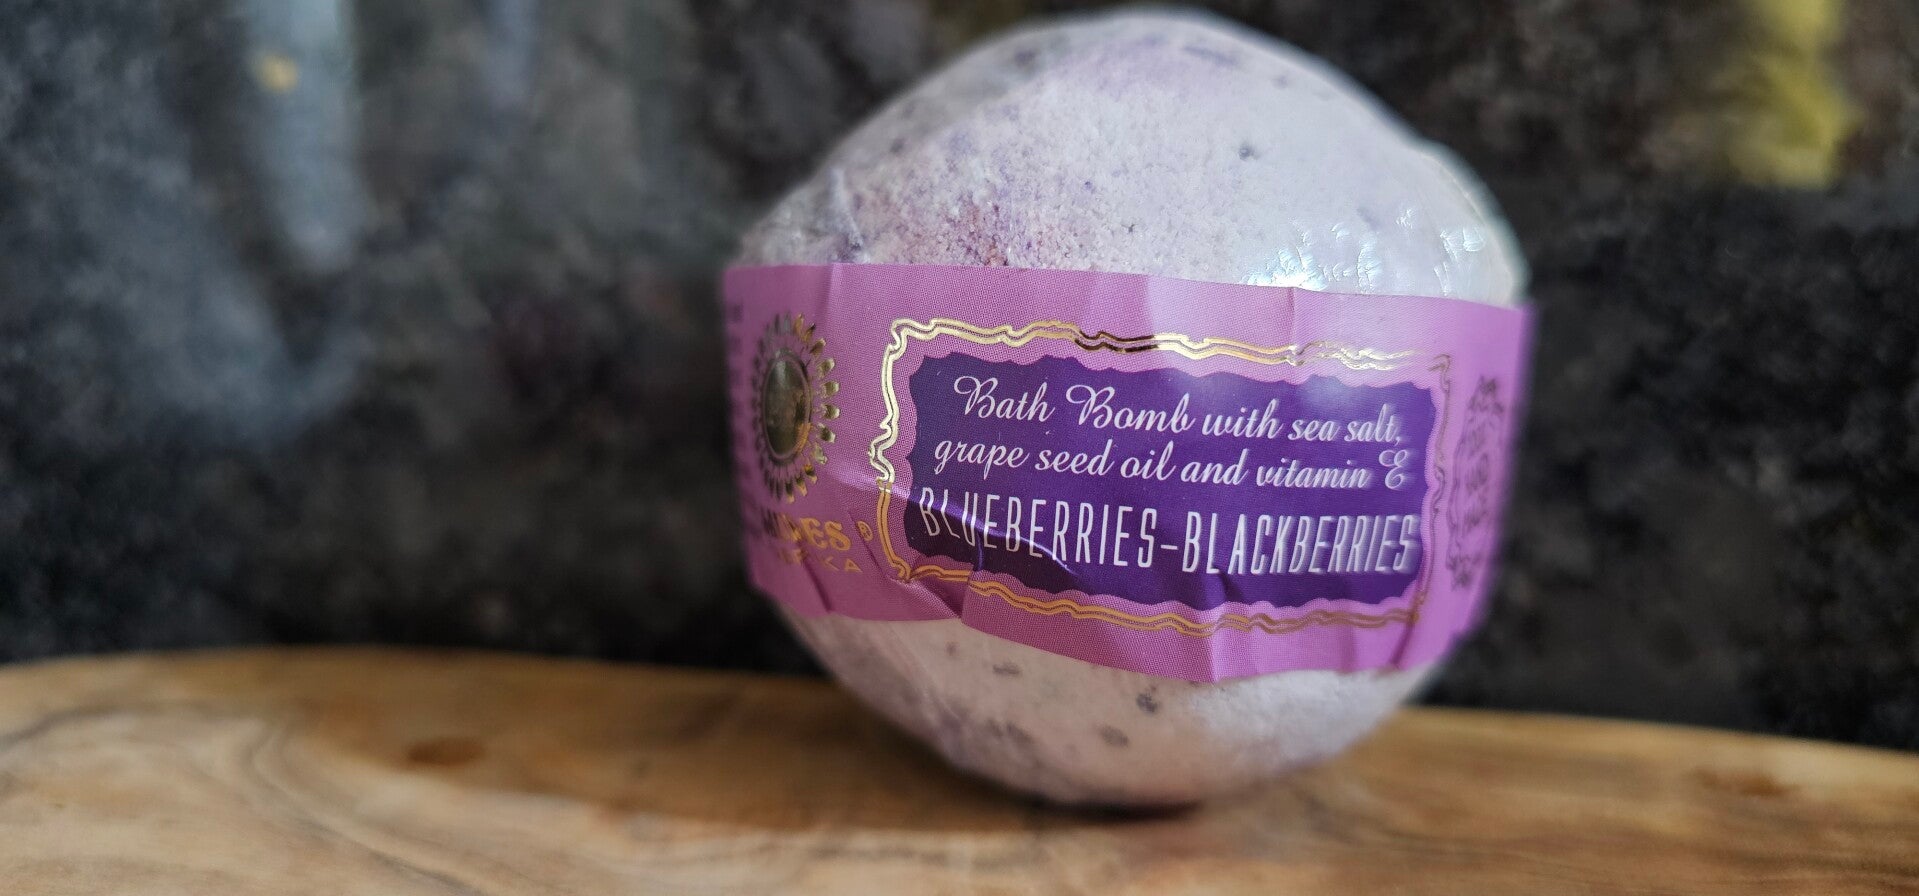 Bath Bomb with sea salt,
grape seed oil and vitamin E
BLUEBERRIES-BLACKBERRIES